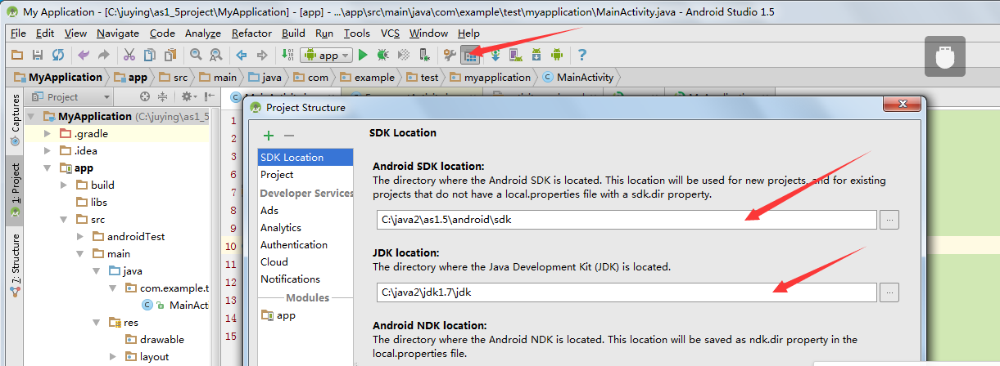 My Application - [C:\juying\as1_5project\MyApplication] - [app] - ...\app\src\main\java\com\example\test\myapplication\MainActivity.java - Android Studio 1.5
File Edit View Navigate Code Analyze Refactor Build Run Tools VCS Window Help
app
MyApplication app src main java com example test myapplication MainActivity
Captures
1: Project
7: Structure
Project
MyApplication (C:\juying\as1_5
.gradle
.idea
app
build
libs
src
androidTest
main
java
com.example.t
MainActi
res
drawable
layout
1
2
3
4
5
6
7
8
9
10
11
12
13
14
15
Project Structure
SDK Location
Project
Developer Services
Ads
Analytics
Authentication
Cloud
Notifications
Modules
app
SDK Location
Android SDK location:
The directory where the Android SDK is located. This location will be used for new projects, and for existing
projects that do not have a local.properties file with a sdk.dir property.
C:\java2\as1.5\android\sdk
...
JDK location:
The directory where the Java Development Kit (JDK) is located.
C:\java2\jdk1.7\jdk
...
Android NDK location:
The directory where the Android NDK is located. This location will be saved as ndk.dir property in the
local.properties file.